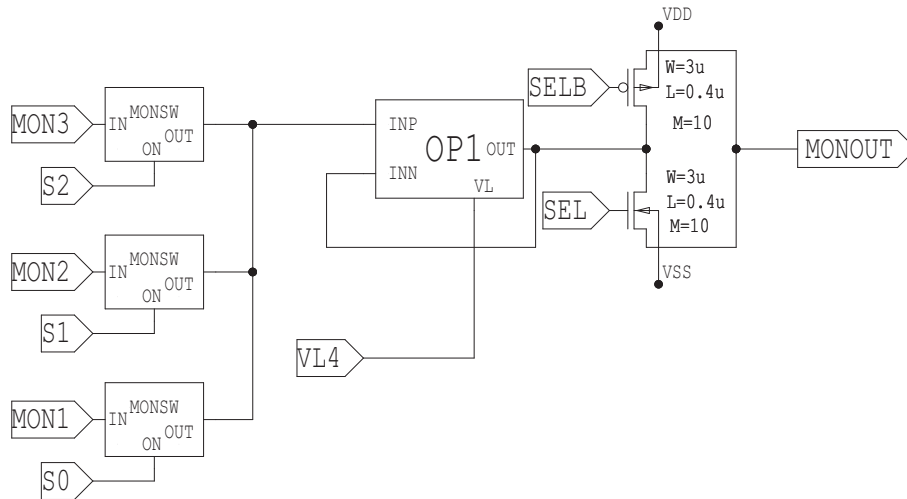 VDD
SELB
W=3u
L=0.4u
M=10
MON3
IN
MONSW
OUT
ON
S2
INP
OP1
OUT
INN
VL
MONOUT
SEL
W=3u
L=0.4u
M=10
VSS
MON2
IN
MONSW
OUT
ON
S1
VL4
MON1
IN
MONSW
OUT
ON
S0